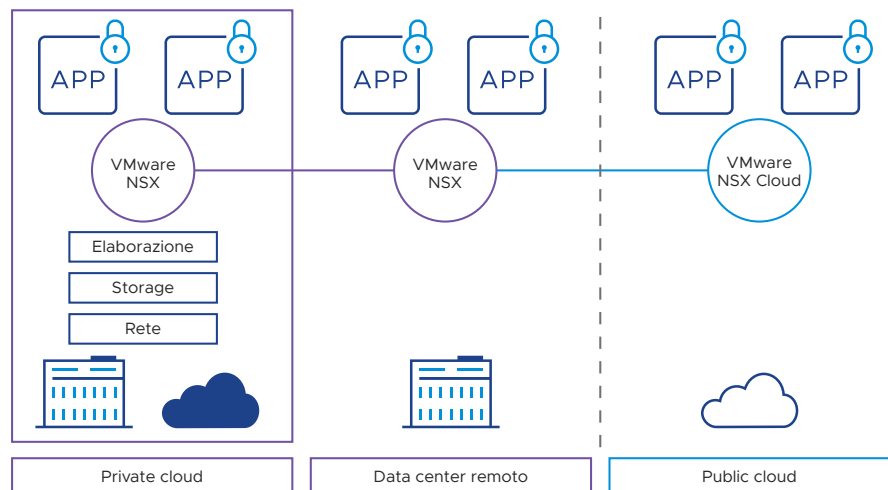 APP
APP
APP
APP
APP
APP
VMware
NSX
VMware
NSX
VMware
NSX Cloud
Elaborazione
Storage
Rete
Private cloud
Data center remoto
Public cloud